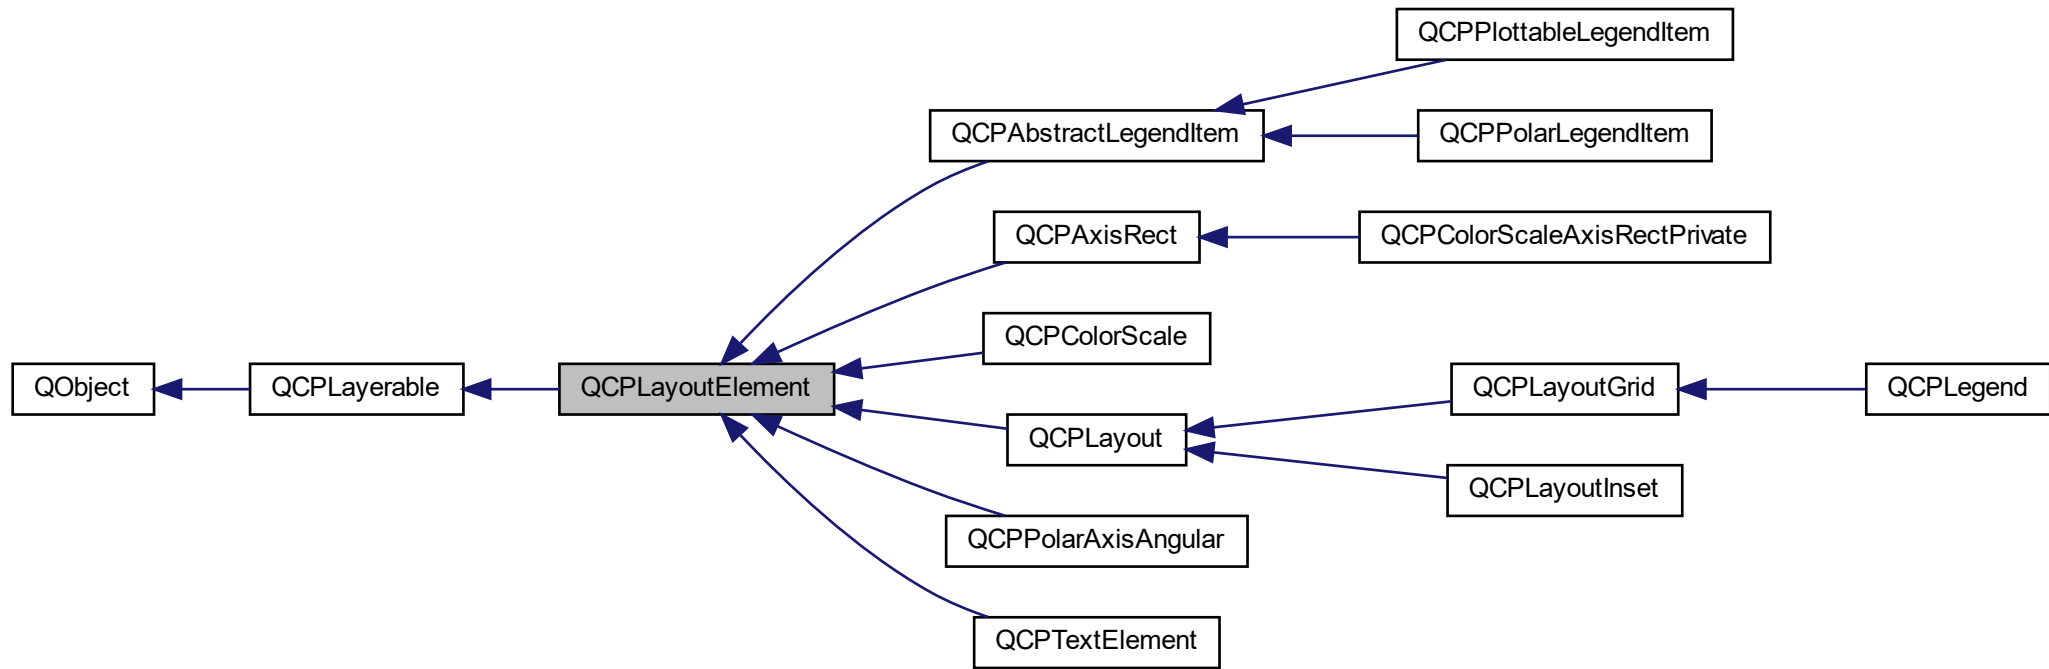 QCPPlottableLegendItem
QCPAbstractLegendItem
QCPPolarLegendItem
QCPAxisRect
QCPColorScaleAxisRectPrivate
QCPColorScale
QObject
QCPLayerable
QCPLayoutElement
QCPLayoutGrid
QCPLegend
QCPLayout
QCPLayoutInset
QCPPolarAxisAngular
QCPTextElement